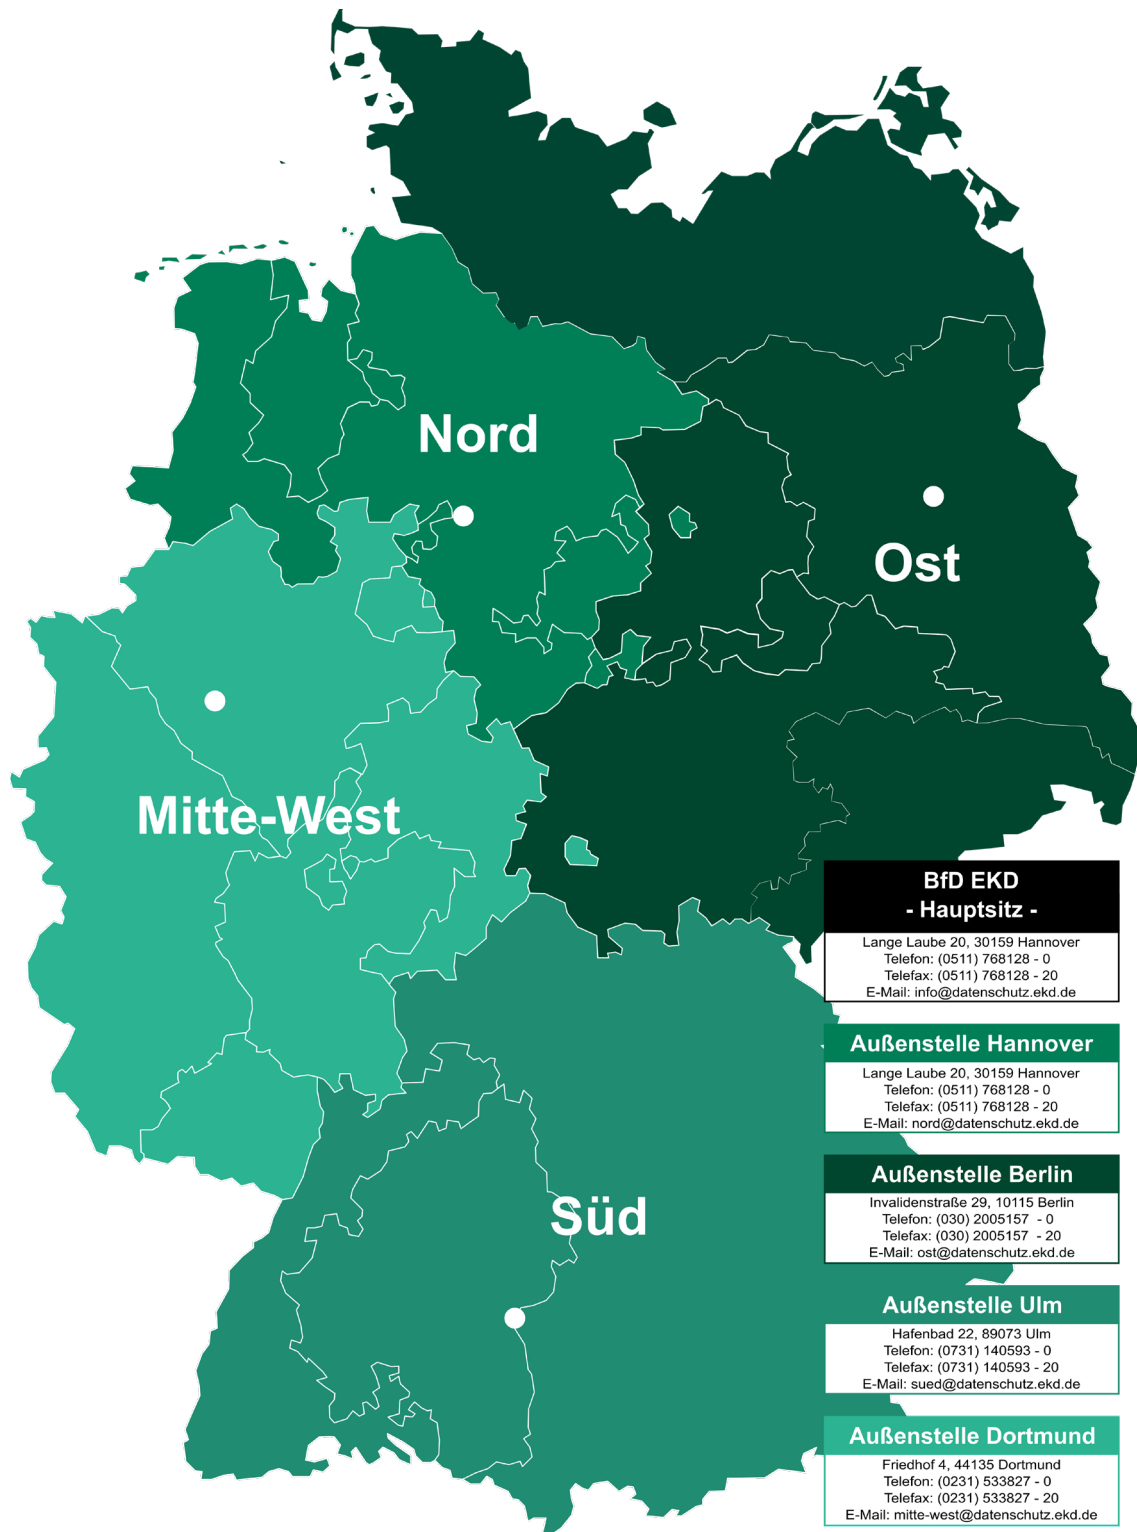 Nord
Ost
Mitte-West
Süd
BfD EKD
- Hauptsitz -
Lange Laube 20, 30159 Hannover
Telefon: (0511) 768128 - 0
Telefax: (0511) 768128 - 20
E-Mail: info@datenschutz.ekd.de
Außenstelle Hannover
Lange Laube 20, 30159 Hannover
Telefon: (0511) 768128 - 0
Telefax: (0511) 768128 - 20
E-Mail: nord@datenschutz.ekd.de
Außenstelle Berlin
Invalidenstraße 29, 10115 Berlin
Telefon: (030) 2005157  - 0
Telefax: (030) 2005157  - 20
E-Mail: ost@datenschutz.ekd.de
Außenstelle Ulm
Hafenbad 22, 89073 Ulm
Telefon: (0731) 140593 - 0
Telefax: (0731) 140593 - 20
E-Mail: sued@datenschutz.ekd.de
Außenstelle Dortmund
Friedhof 4, 44135 Dortmund
Telefon: (0231) 533827 - 0
Telefax: (0231) 533827 - 20
E-Mail: mitte-west@datenschutz.ekd.de